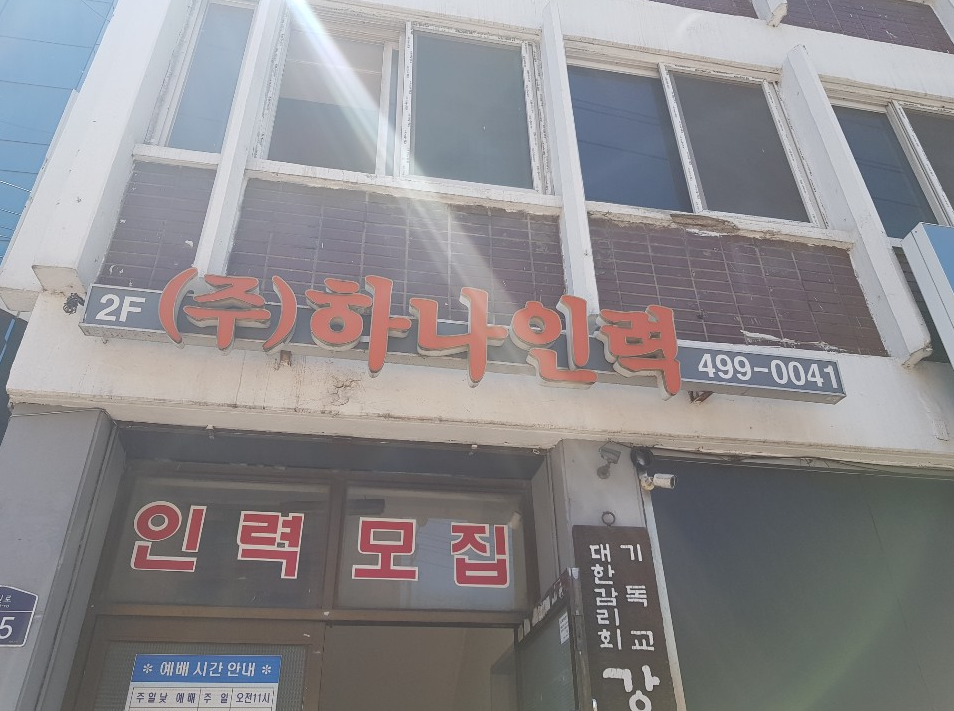 2F (주)하나인력 499-0041
인력모집
기독교
대한감리회
강
5
* 예배 시간 안내 *
주일낮 예배 주 일 오전11시